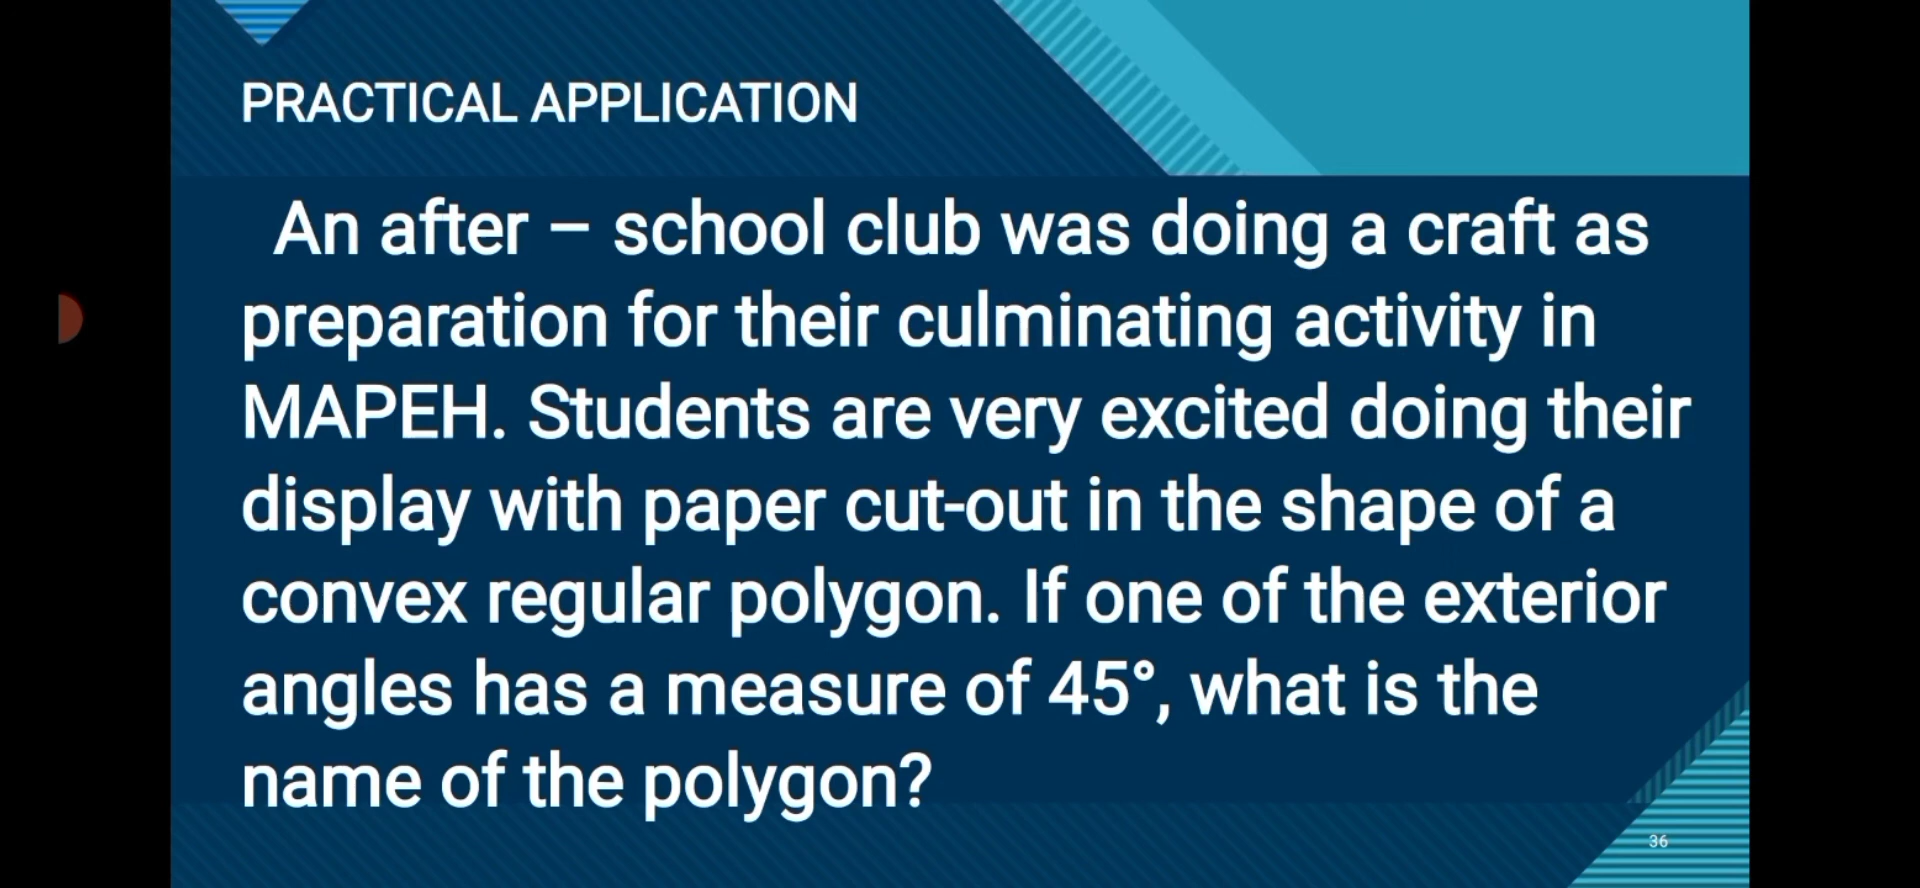 PRACTICAL APPLICATION
An after – school club was doing a craft as
preparation for their culminating activity in
MAPEH. Students are very excited doing their
display with paper cut-out in the shape of a
convex regular polygon. If one of the exterior
angles has a measure of 45°, what is the
name of the polygon?
36